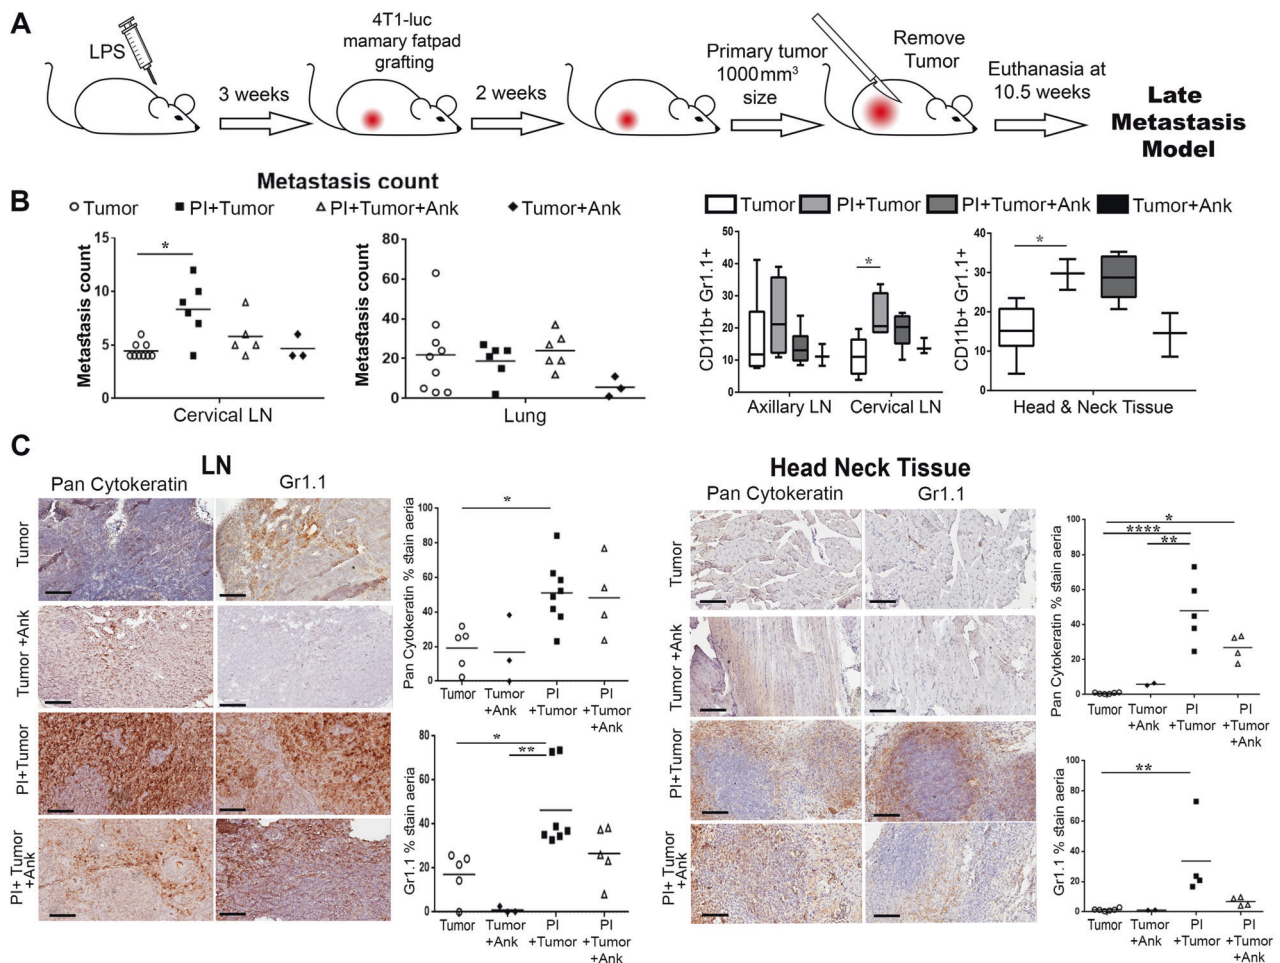 A
LPS
3 weeks
4T1-luc
mamary fatpad
grafting
2 weeks
Primary tumor
1000mm³
size
Remove
Tumor
Euthanasia at
10.5 weeks
Late
Metastasis
Model
B
Metastasis count
Tumor PI+Tumor PI+Tumor+Ank Tumor+Ank
Metastasis count
15
10
5
0
*
Cervical LN
Metastasis count
80
60
40
20
0
Lung
Tumor PI+Tumor PI+Tumor+Ank Tumor+Ank
CD11b+ Gr1.1+
50
40
30
20
10
0
*
Axillary LN Cervical LN
CD11b+ Gr1.1+
40
30
20
10
0
*
Head & Neck Tissue
C
LN
Pan Cytokeratin Gr1.1
Tumor
Tumor +Ank
PI+Tumor
PI+ Tumor
+Ank
Pan Cytokeratin % stain aeria
100
80
60
40
20
0
*
Tumor Tumor PI PI
+Ank +Tumor +Tumor
+Ank
Gr1.1 % stain aeria
80
60
40
20
0
*
**
Tumor Tumor PI PI
+Ank +Tumor +Tumor
+Ank
Head Neck Tissue
Pan Cytokeratin Gr1.1
Tumor
Tumor +Ank
PI+Tumor
PI+ Tumor
+Ank
Pan Cytokeratin % stain aeria
100
80
60
40
20
0
*
****
**
Tumor Tumor PI PI
+Ank +Tumor +Tumor
+Ank
Gr1.1 % stain aeria
100
80
60
40
20
0
**
Tumor Tumor PI PI
+Ank +Tumor +Tumor
+Ank